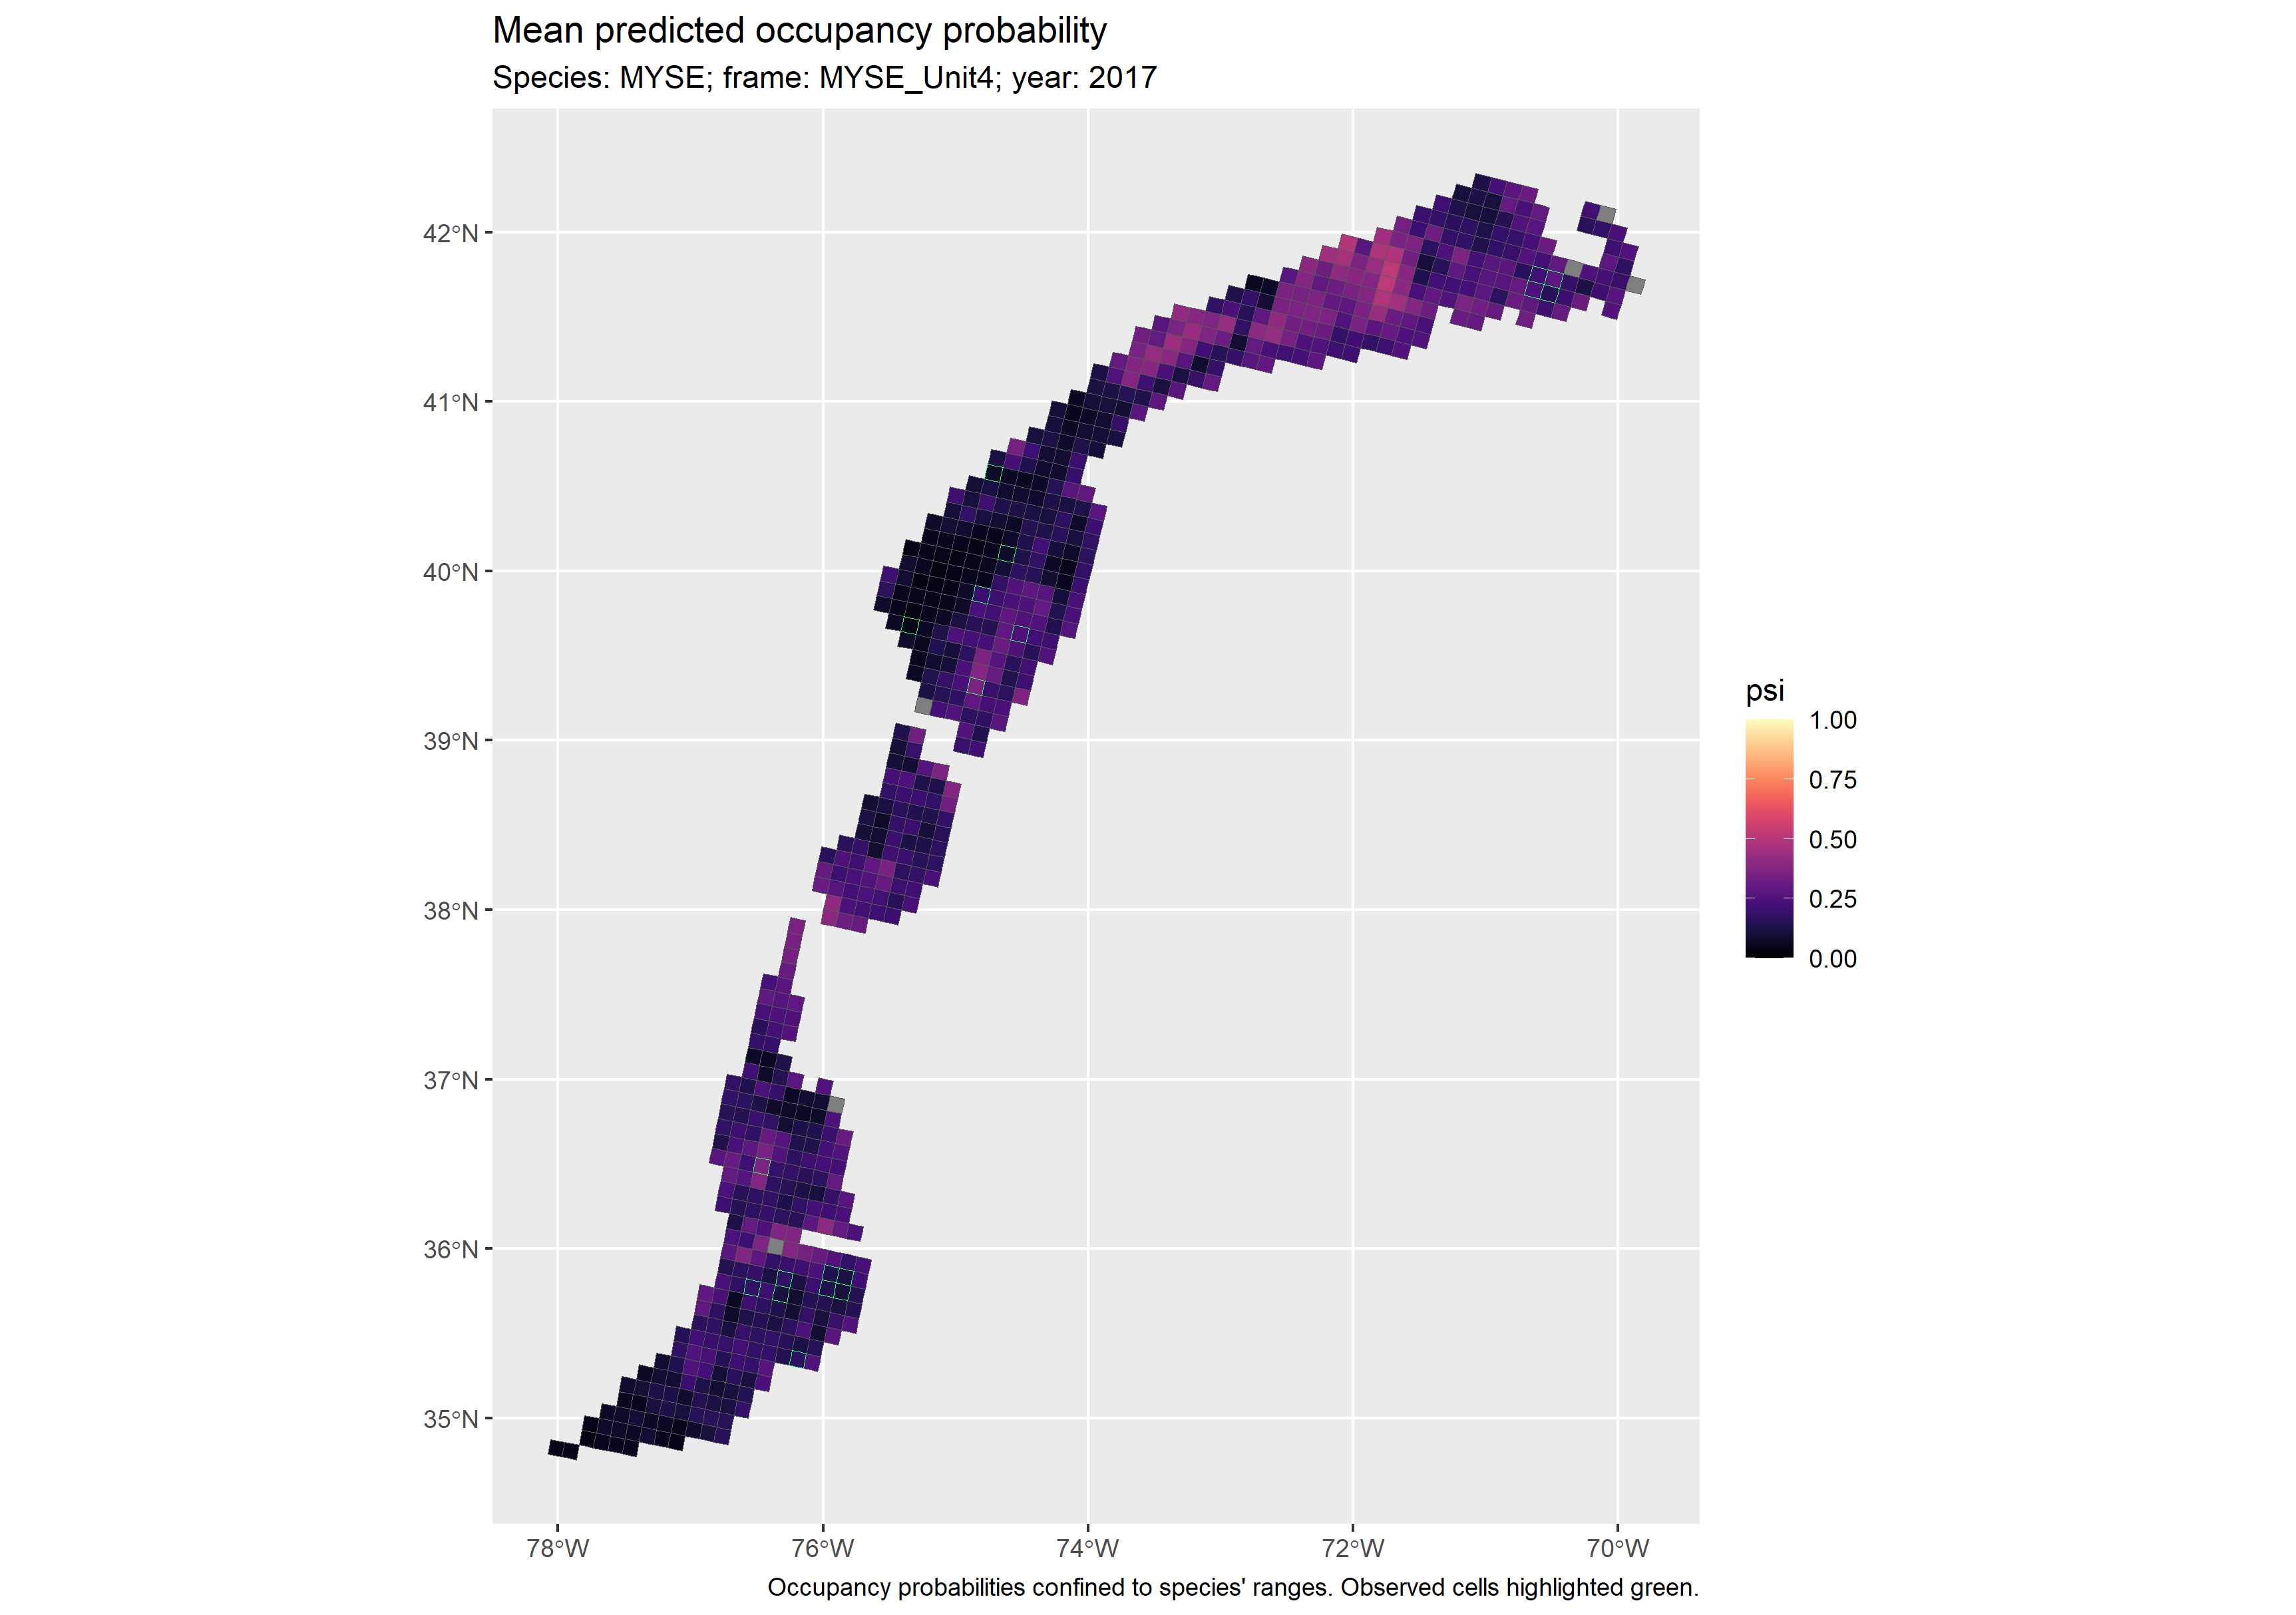 Mean predicted occupancy probability
Species: MYSE; frame: MYSE_Unit4; year: 2017
42°N
41°N
40°N
39°N
38°N
37°N
36°N
35°N
78°W
76°W
74°W
72°W
70°W
psi
1.00
0.75
0.50
0.25
0.00
Occupancy probabilities confined to species' ranges. Observed cells highlighted green.